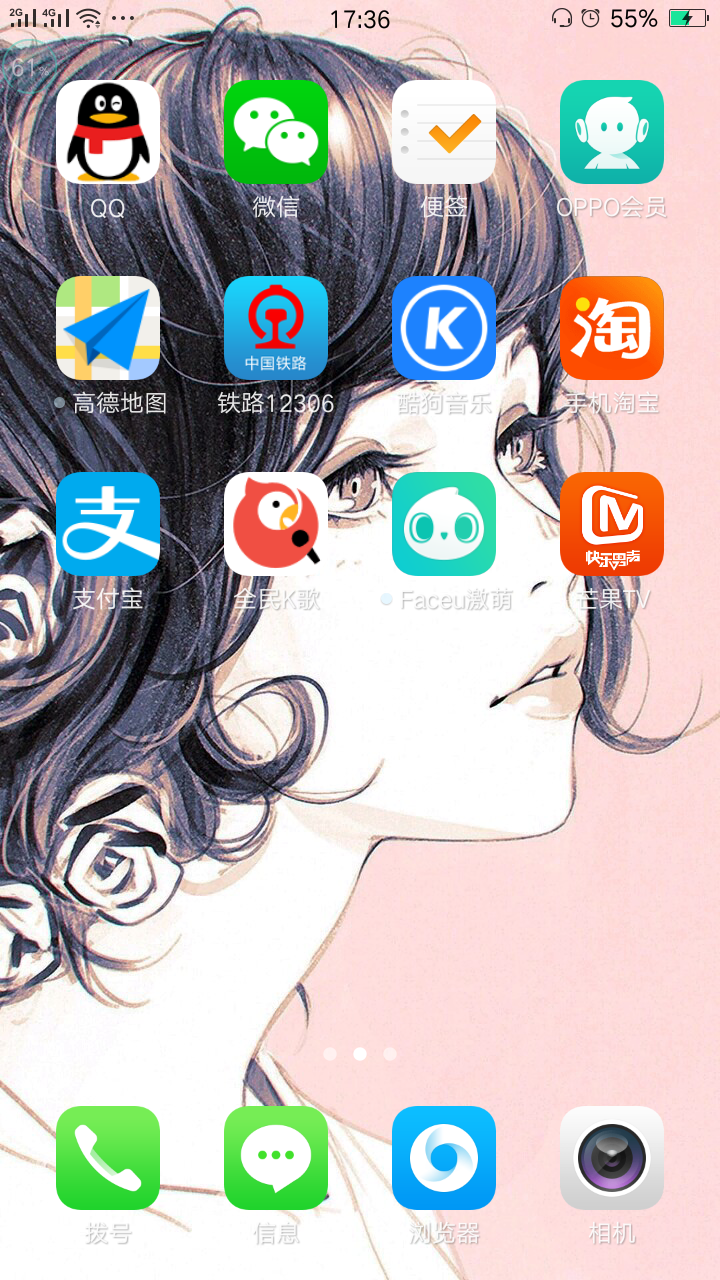 2G 4G 17:36 55%
61%
QQ 微信 便签 OPPO会员
中国铁路
淘
高德地图 铁路12306 酷狗音乐 手机淘宝
支
快乐男声
支付宝 全民K歌 Faceu激萌 芒果TV
拨号 信息 浏览器 相机